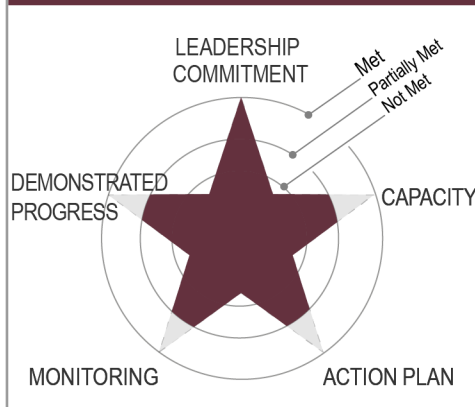 LEADERSHIP
COMMITMENT
Met
Partially Met
Not Met
DEMONSTRATED
PROGRESS
CAPACITY
MONITORING
ACTION PLAN